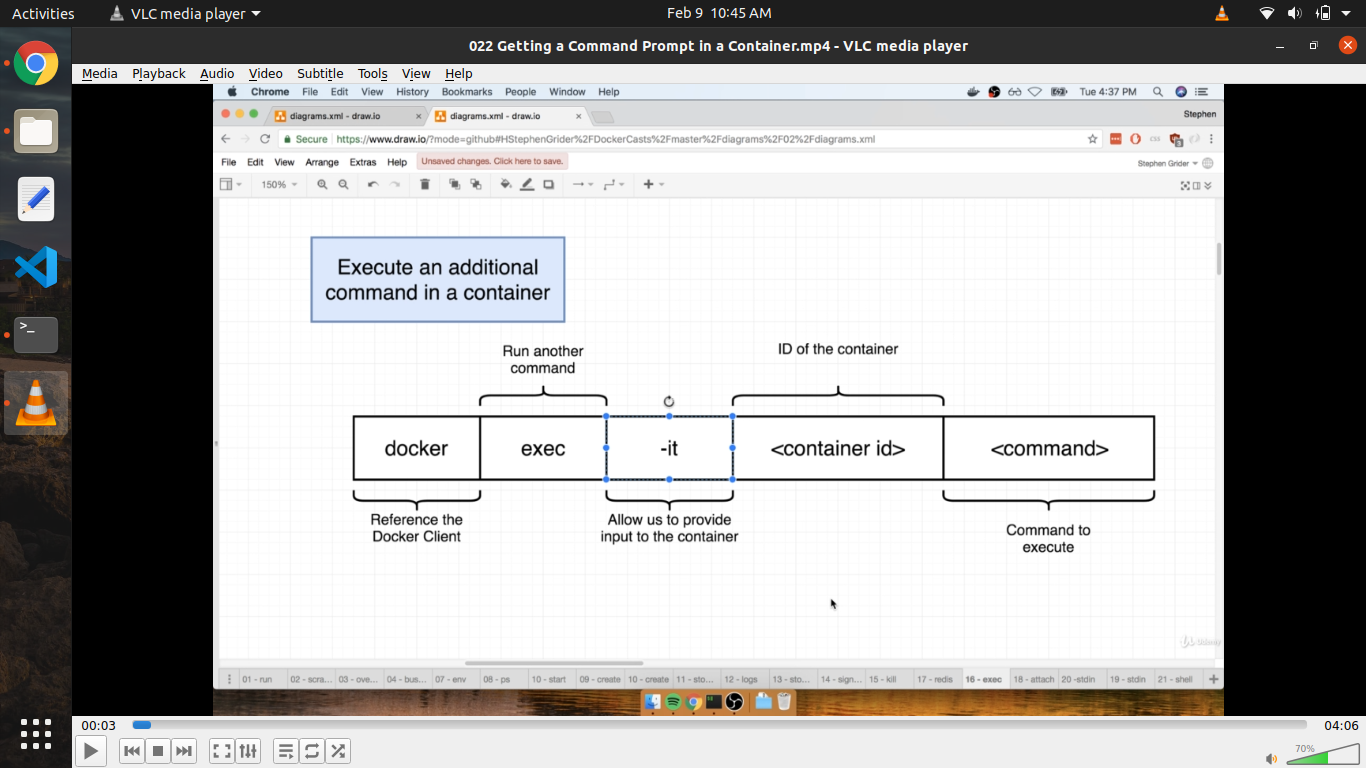 Activities
VLC media player
Feb 9 10:45 AM
022 Getting a Command Prompt in a Container.mp4 - VLC media player
Media Playback Audio Video Subtitle Tools View Help
Chrome File Edit View History Bookmarks People Window Help
Tue 4:37 PM
diagrams.xml - draw.io
diagrams.xml - draw.io
Stephen
Secure https://www.draw.io/?mode=github#HStephenGrider%2FDockerCasts%2Fmaster%2Fdiagrams%2F02%2Fdiagrams.xml
File Edit View Arrange Extras Help
Unsaved changes. Click here to save.
Stephen Grider
150%
Execute an additional
command in a container
Run another
command
ID of the container
docker
exec
-it
<container id>
<command>
Reference the
Docker Client
Allow us to provide
input to the container
Command to
execute
Udemy
01 - run
02 - scra...
03 - ove...
04 - bus...
07 - env
08 - ps
10 - start
09 - create
10 - create
11 - sto...
12 - logs
13 - sto...
14 - sign...
15 - kill
17 - redis
16 - exec
18 - attach
20 -stdin
19 - stdin
21 - shell
00:03
04:06
70%